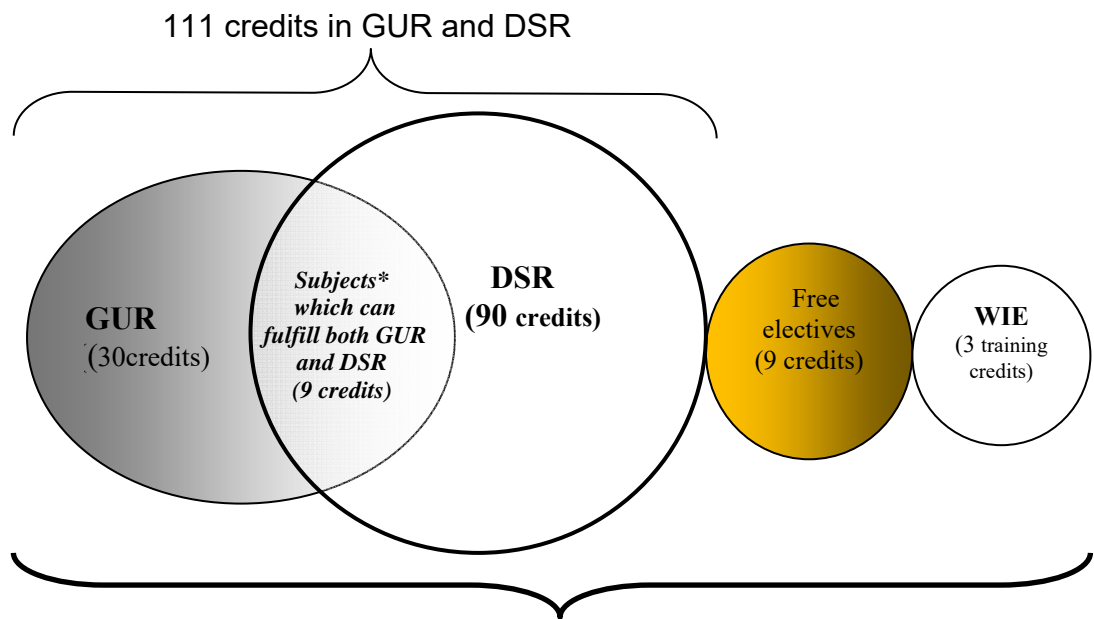 111 credits in GUR and DSR
GUR
(30credits)
Subjects*
which can
fulfill both GUR
and DSR
(9 credits)
DSR
(90 credits)
Free
electives
(9 credits)
WIE
(3 training
credits)